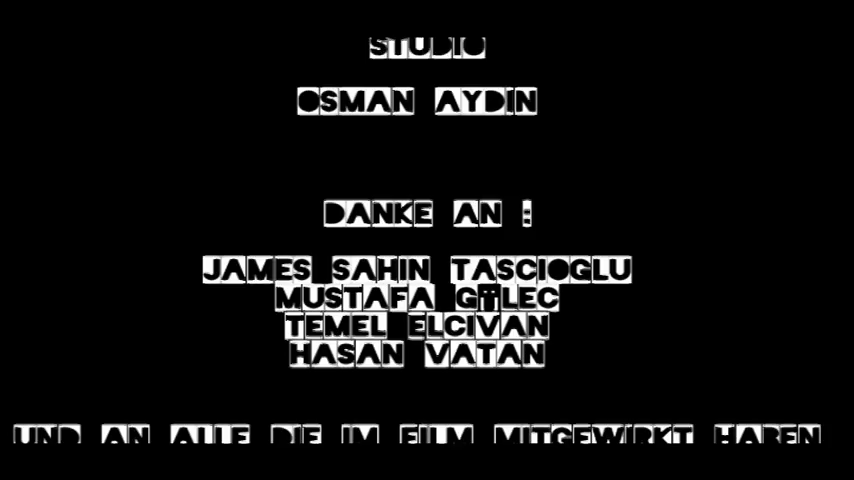 STUDIO
OSMAN AYDIN
DANKE AN :
JAMES SAHIN TASCIOGLU
MUSTAFA GÜLEC
TEMEL ELCIVAN
HASAN VATAN
UND AN ALLE DIE IM FILM MITGEWIRKT HABEN